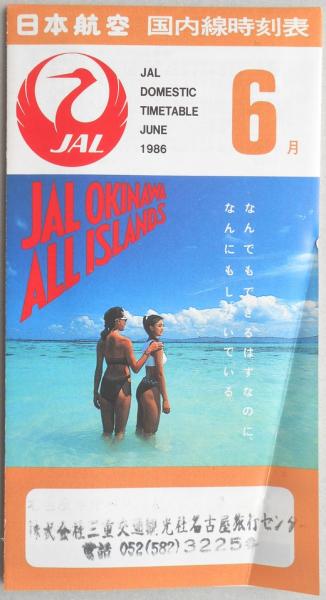 日本航空 国内線時刻表
JAL
JAL
DOMESTIC
TIMETABLE
JUNE
1986
6月
JAL OKINAWA
ALL ISLANDS
なんでもできるはずなのに、
なんにもしないでいる。
株式会社三重交通観光社名古屋旅行センター
電話 052(582)3225